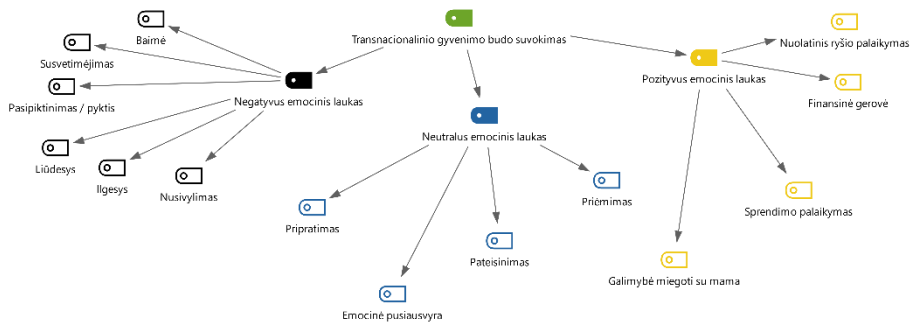 Transnacionalinio gyvenimo budo suvokimas
Negatyvus emocinis laukas
Baimė
Susvetimėjimas
Pasipiktinimas / pyktis
Liūdesys
Ilgesys
Nusivylimas
Neutralus emocinis laukas
Pripratimas
Emocinė pusiausvyra
Pateisinimas
Priėmimas
Pozityvus emocinis laukas
Nuolatinis ryšio palaikymas
Finansinė gerovė
Sprendimo palaikymas
Galimybė miegoti su mama